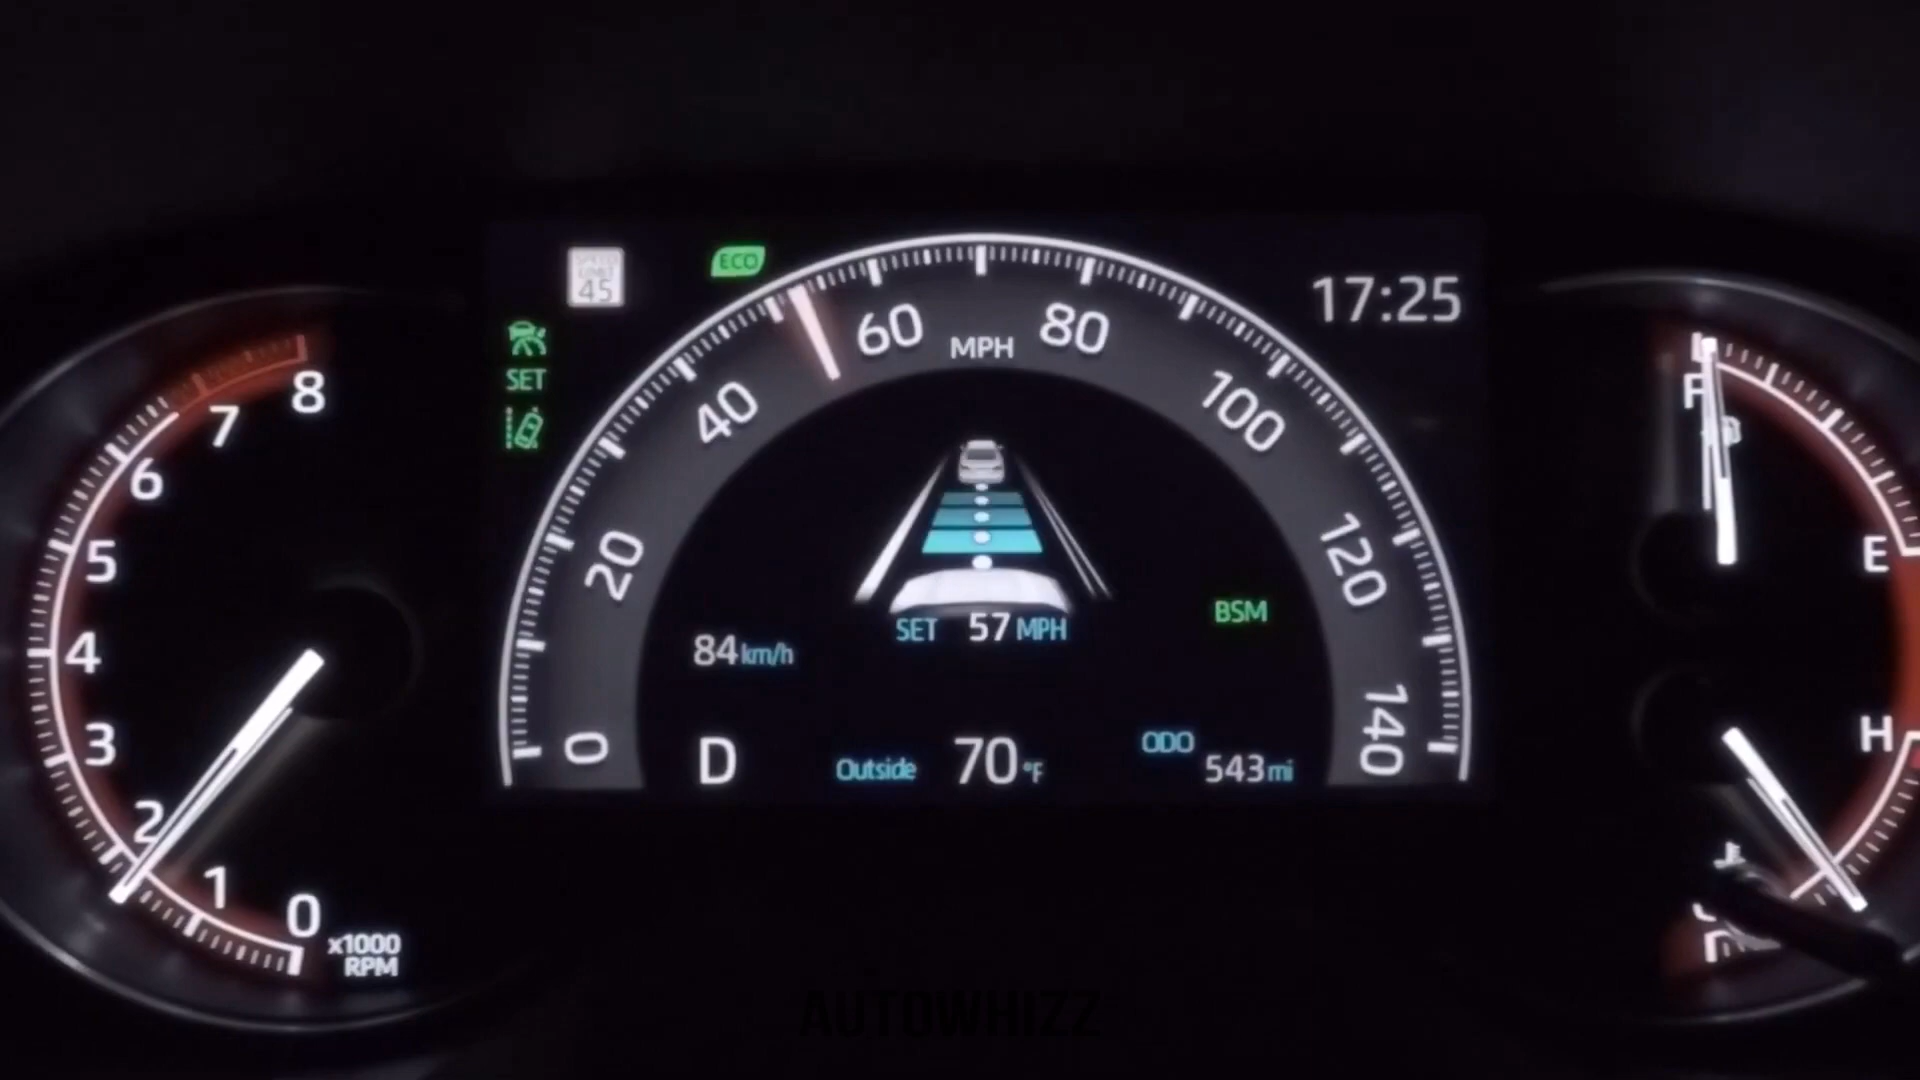 SPEED
LIMIT
45
ECO
17:25
SET
0
20
40
60
80
100
120
140
MPH
8
7
6
5
4
3
2
1
0
x1000
RPM
F
E
H
SET 57 MPH
84 km/h
BSM
D
Outside 70 °F
ODO
543 mi
AUTOWHIZZ